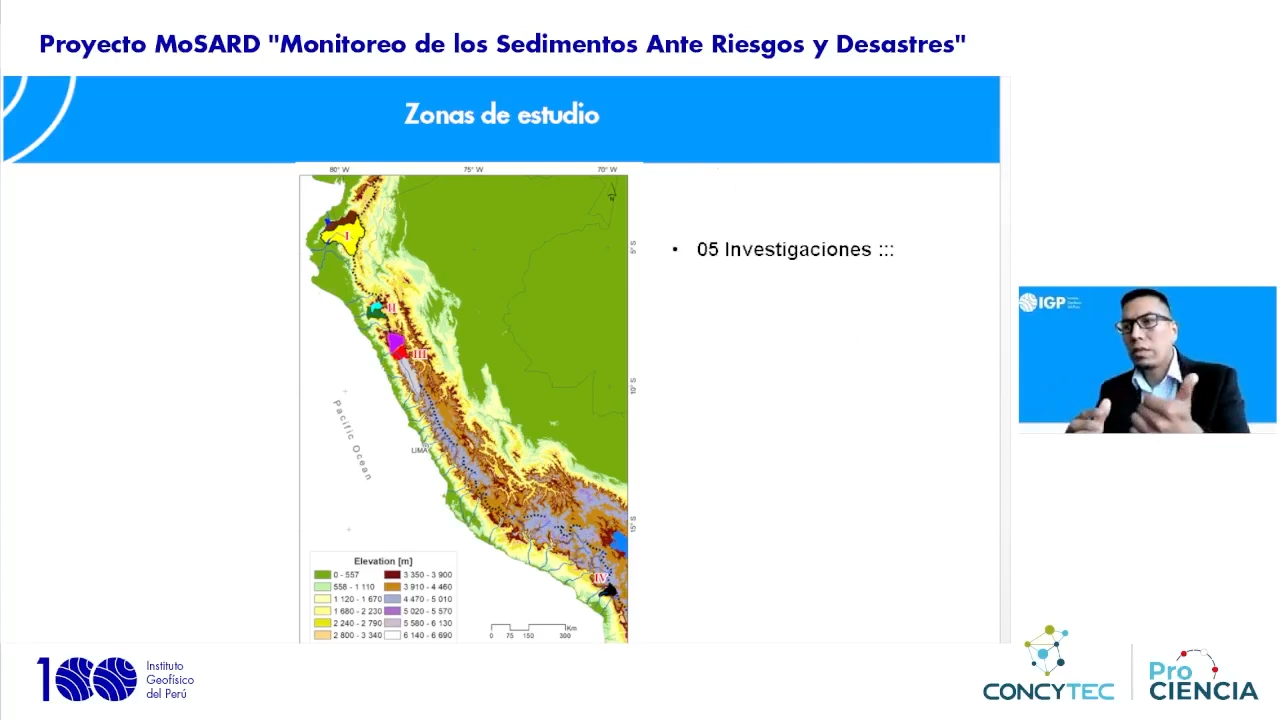 Proyecto MoSARD "Monitoreo de los Sedimentos Ante Riesgos y Desastres"
Zonas de estudio
80° W
75° W
70° W
N
I
5° S
• 05 Investigaciones :::
IGP
II
III
10° S
Pacific Ocean
LIMA
15° S
IV
Elevation [m]
0 - 557
3 350 - 3 900
558 - 1 110
3 910 - 4 460
1 120 - 1 670
4 470 - 5 010
1 680 - 2 230
5 020 - 5 570
2 240 - 2 790
5 580 - 6 130
2 800 - 3 340
6 140 - 6 690
Km
0 75 150 300
100 Instituto
Geofísico
del Perú
CONCYTEC
Pro
CIENCIA